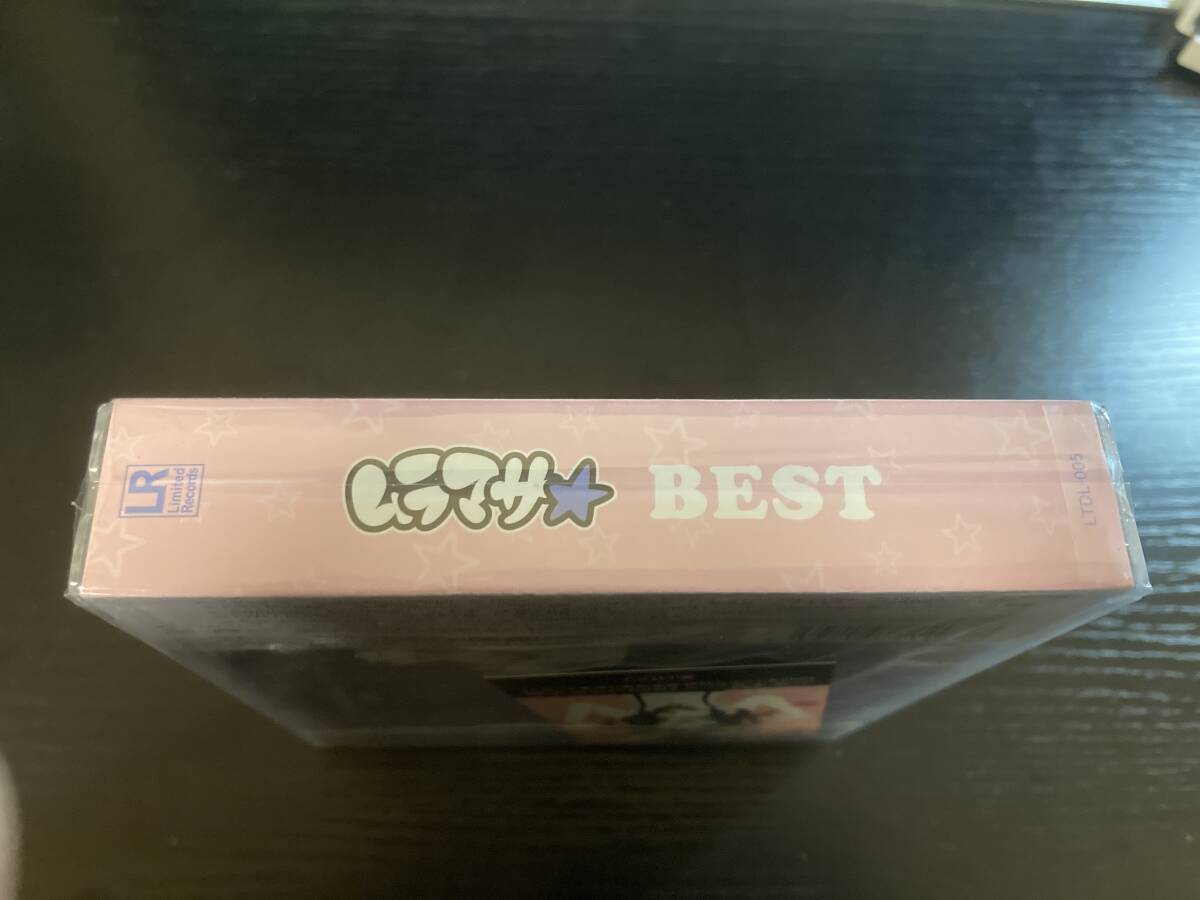 LR
Limited
Records
ムラマサ★ BEST
LTDL-005